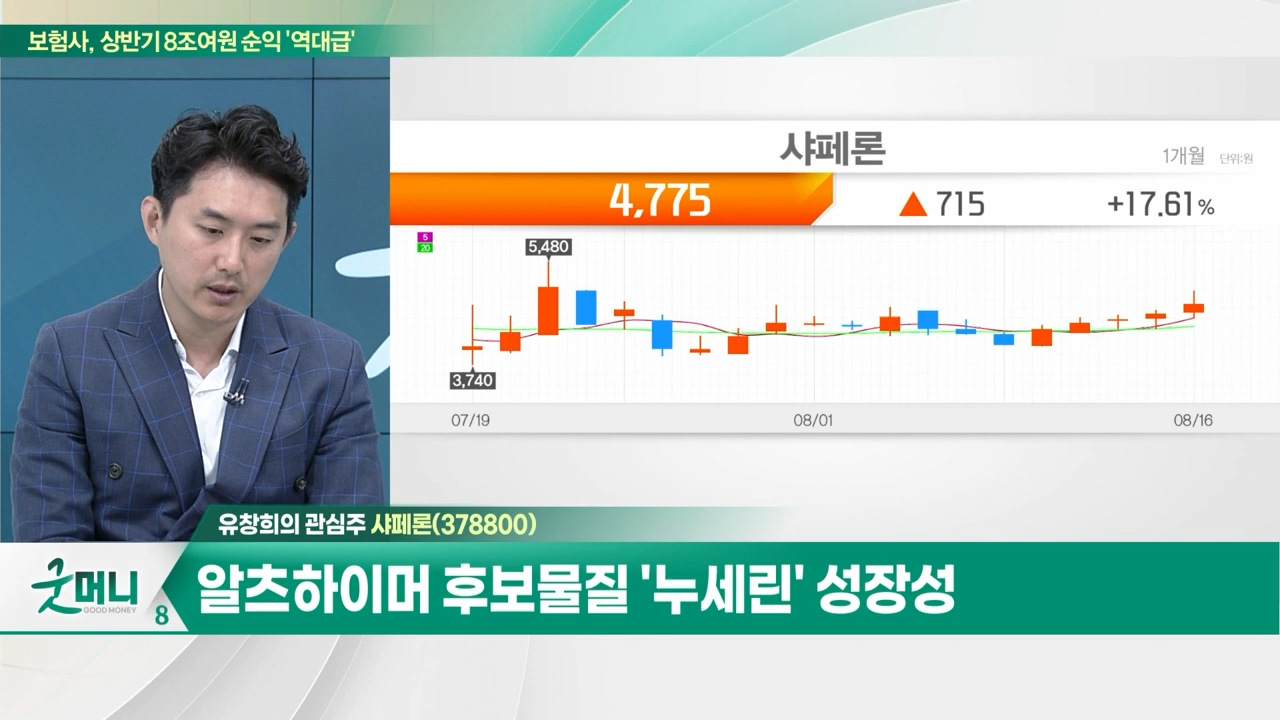 보험사, 상반기 8조여원 순익 '역대급'
샤페론
1개월 단위:원
4,775 ▲ 715 +17.61%
5
20
5,480
3,740
07/19 08/01 08/16
유창희의 관심주 샤페론(378800)
굿머니
GOOD MONEY
8
알츠하이머 후보물질 '누세린' 성장성